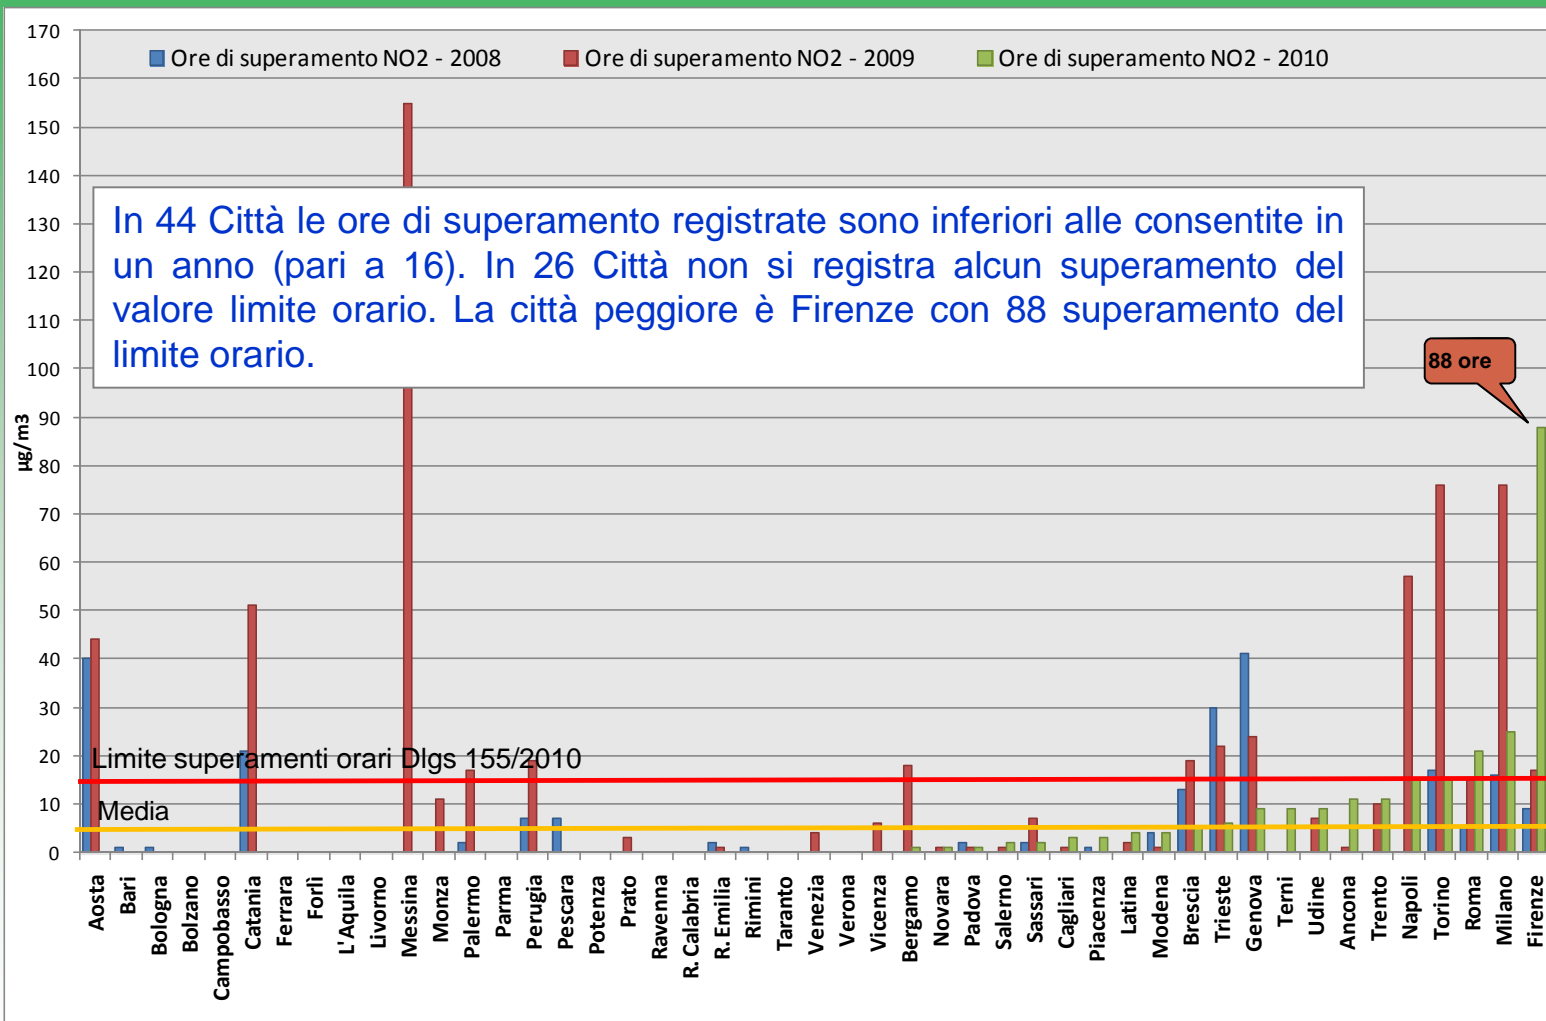 170
160
150
140
130
120
110
100
90
80
70
60
50
40
30
20
10
0
µg/m3
Ore di superamento NO2 - 2008
Ore di superamento NO2 - 2009
Ore di superamento NO2 - 2010
In 44 Città le ore di superamento registrate sono inferiori alle consentite in
un anno (pari a 16). In 26 Città non si registra alcun superamento del
valore limite orario. La città peggiore è Firenze con 88 superamento del
limite orario.
88 ore
Limite superamenti orari Dlgs 155/2010
Media
Aosta
Bari
Bologna
Bolzano
Campobasso
Catania
Ferrara
Forlì
L'Aquila
Livorno
Messina
Monza
Palermo
Parma
Perugia
Pescara
Potenza
Prato
Ravenna
R. Calabria
R. Emilia
Rimini
Taranto
Venezia
Verona
Vicenza
Bergamo
Novara
Padova
Salerno
Sassari
Cagliari
Piacenza
Latina
Modena
Brescia
Trieste
Genova
Terni
Udine
Ancona
Trento
Napoli
Torino
Roma
Milano
Firenze